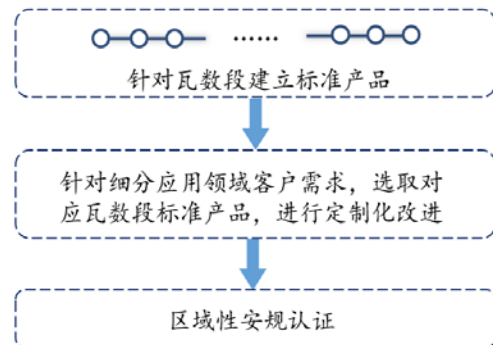 ……
针对瓦数段建立标准产品
针对细分应用领域客户需求，选取对
应瓦数段标准产品，进行定制化改进
区域性安规认证